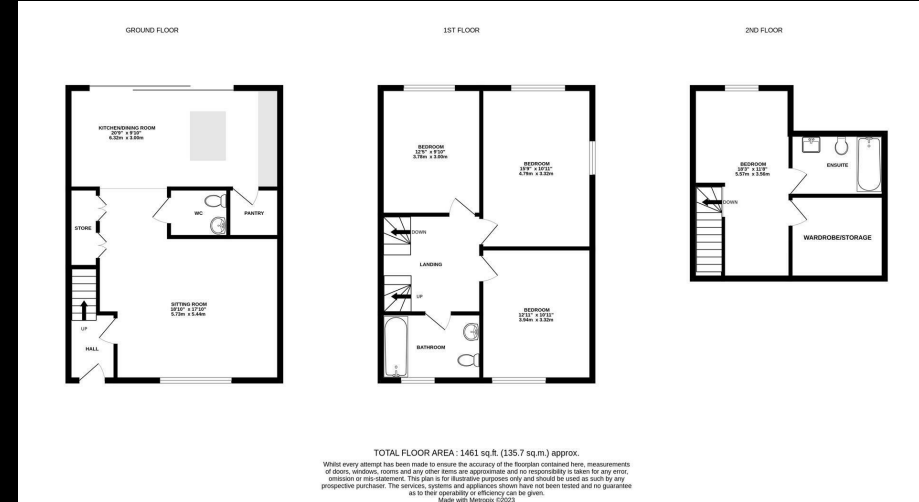 GROUND FLOOR
1ST FLOOR
2ND FLOOR
KITCHEN/DINING ROOM
20'9" x 9'10"
6.32m x 3.00m
STORE
WC
PANTRY
SITTING ROOM
18'10" x 17'10"
5.73m x 5.44m
UP
HALL
BEDROOM
12'5" x 9'10"
3.78m x 3.00m
BEDROOM
15'9" x 10'11"
4.79m x 3.32m
DOWN
LANDING
UP
BEDROOM
12'11" x 10'11"
3.94m x 3.32m
BATHROOM
BEDROOM
18'3" x 11'8"
5.57m x 3.56m
ENSUITE
DOWN
WARDROBE/STORAGE
TOTAL FLOOR AREA : 1461 sq.ft. (135.7 sq.m.) approx.
Whilst every attempt has been made to ensure the accuracy of the floorplan contained here, measurements
of doors, windows, rooms and any other items are approximate and no responsibility is taken for any error,
omission or mis-statement. This plan is for illustrative purposes only and should be used as such by any
prospective purchaser. The services, systems and appliances shown have not been tested and no guarantee
as to their operability or efficiency can be given.
Made with Metropix ©2023